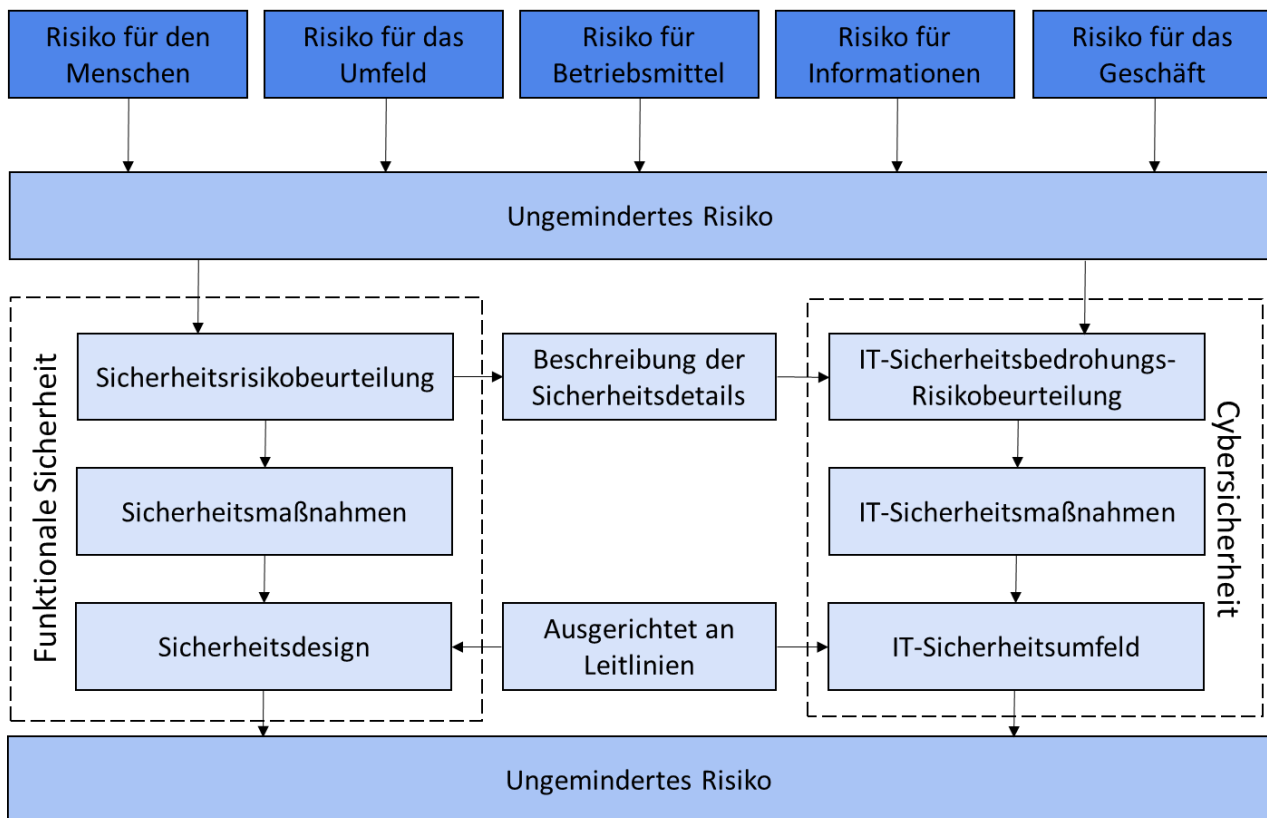 Risiko für den
Menschen
Risiko für das
Umfeld
Risiko für
Betriebsmittel
Risiko für
Informationen
Risiko für das
Geschäft
Ungemindertes Risiko
Funktionale Sicherheit
Sicherheitsrisikobeurteilung
Beschreibung der
Sicherheitsdetails
IT-Sicherheitsbedrohungs-
Risikobeurteilung
Cybersicherheit
Sicherheitsmaßnahmen
IT-Sicherheitsmaßnahmen
Sicherheitsdesign
Ausgerichtet an
Leitlinien
IT-Sicherheitsumfeld
Ungemindertes Risiko